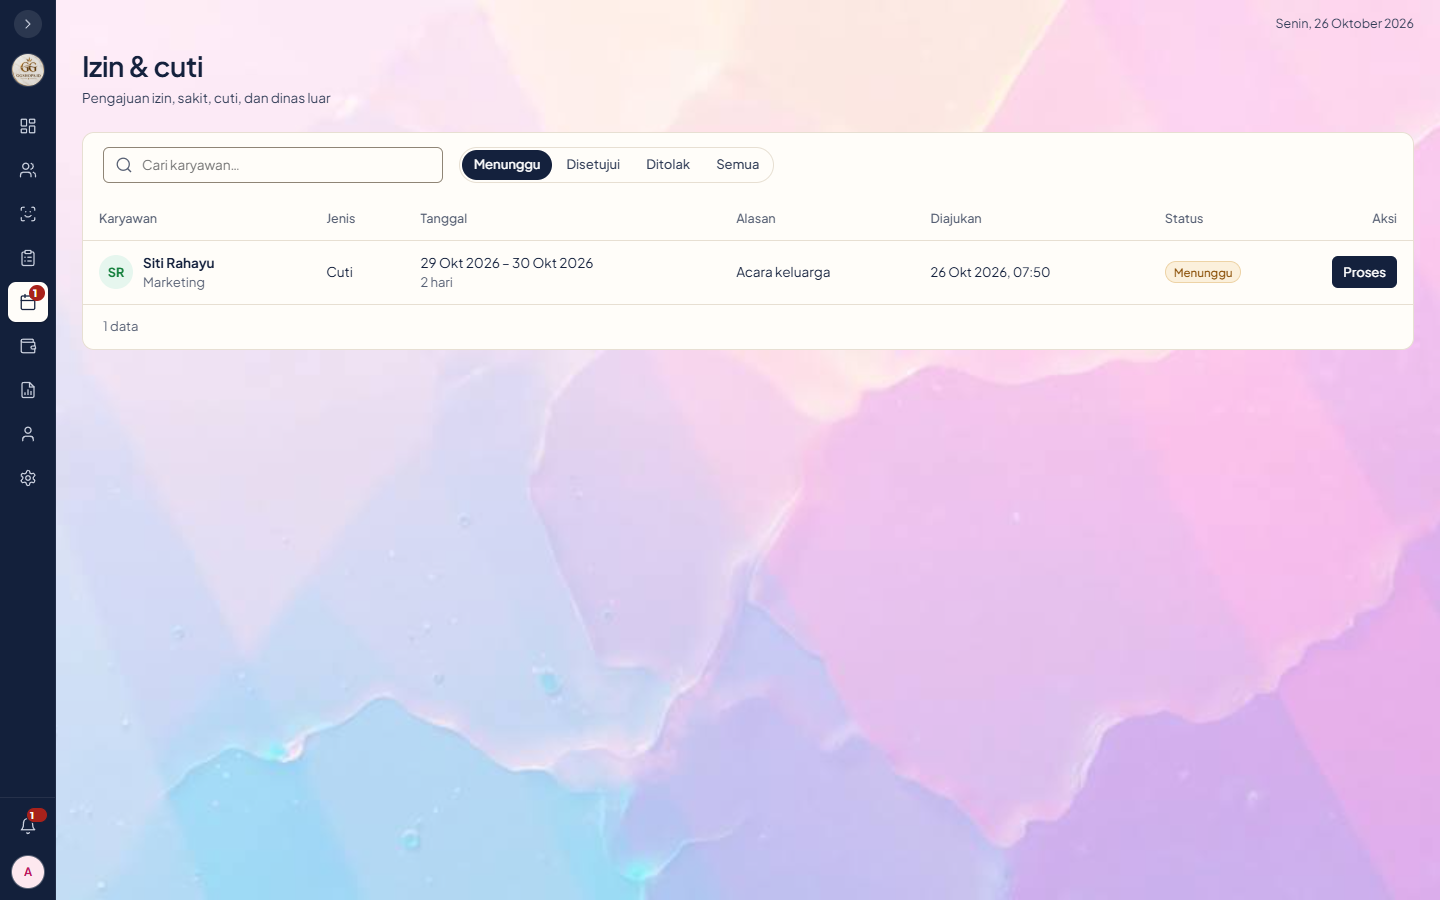 Senin, 26 Oktober 2026
GG
Izin & cuti
Pengajuan izin, sakit, cuti, dan dinas luar
Cari karyawan...
Menunggu Disetujui Ditolak Semua
Karyawan Jenis Tanggal Alasan Diajukan Status Aksi
SR Siti Rahayu Cuti 29 Okt 2026 – 30 Okt 2026 Acara keluarga 26 Okt 2026, 07:50 Menunggu Proses
Marketing 2 hari
1
1 data
1
A